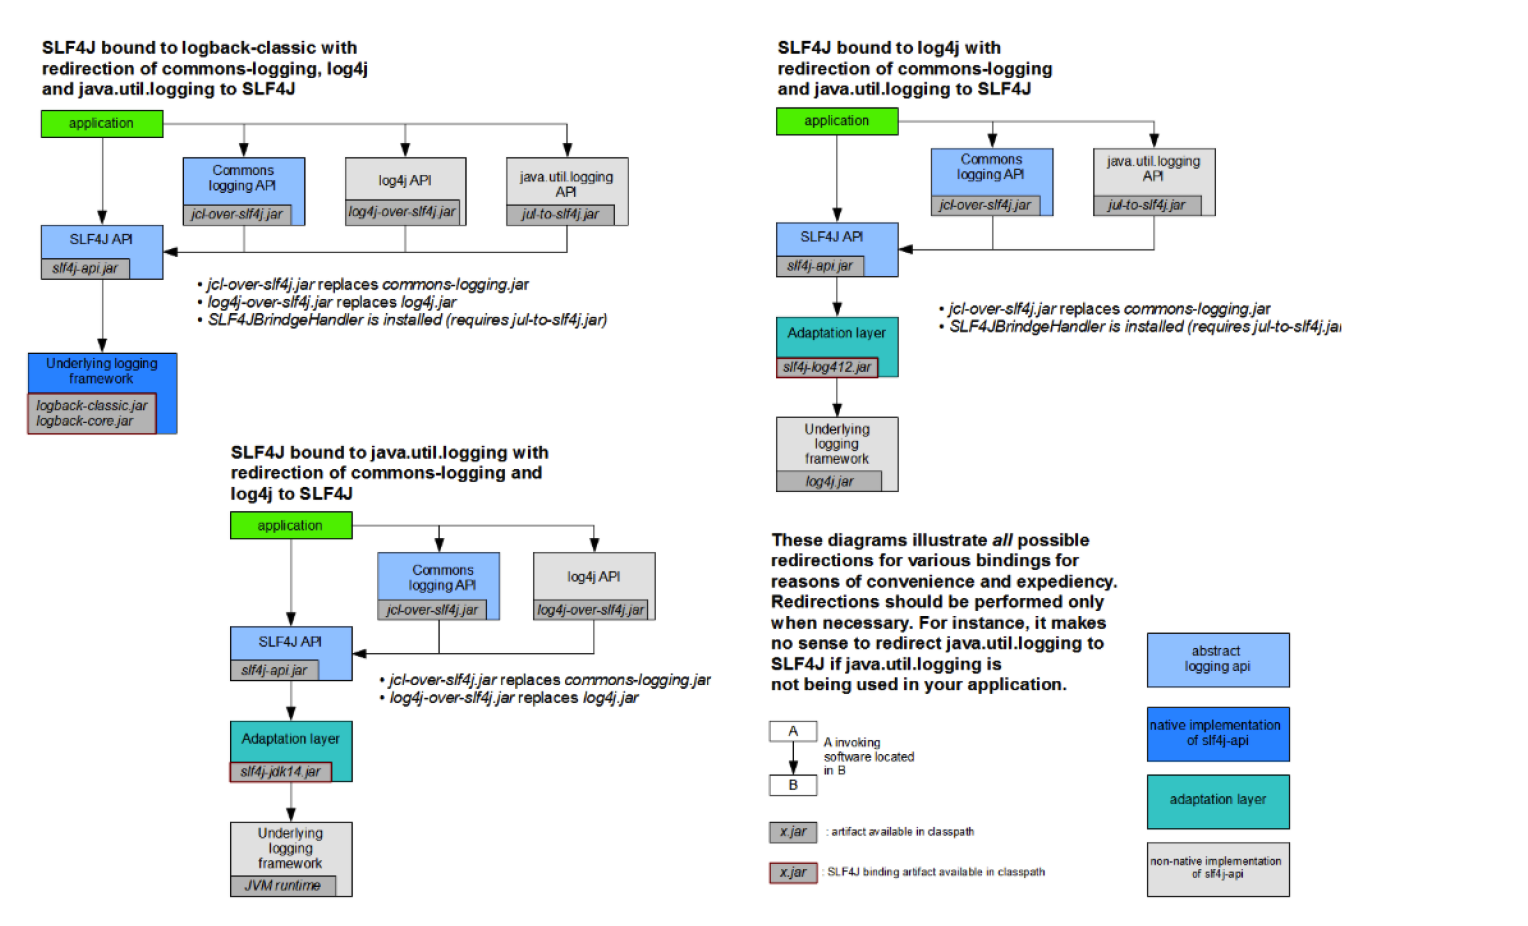 SLF4J bound to logback-classic with
redirection of commons-logging, log4j
and java.util.logging to SLF4J
application
Commons
logging API
jcl-over-slf4j.jar
log4j API
log4j-over-slf4j.jar
java.util.logging
API
jul-to-slf4j.jar
SLF4J API
slf4j-api.jar
• jcl-over-slf4j.jar replaces commons-logging.jar
• log4j-over-slf4j.jar replaces log4j.jar
• SLF4JBrindgeHandler is installed (requires jul-to-slf4j.jar)
Underlying logging
framework
logback-classic.jar
logback-core.jar
SLF4J bound to log4j with
redirection of commons-logging
and java.util.logging to SLF4J
application
Commons
logging API
jcl-over-slf4j.jar
java.util.logging
API
jul-to-slf4j.jar
SLF4J API
slf4j-api.jar
• jcl-over-slf4j.jar replaces commons-logging.jar
• SLF4JBrindgeHandler is installed (requires jul-to-slf4j.jar
Adaptation layer
slf4j-log412.jar
Underlying
logging
framework
log4j.jar
SLF4J bound to java.util.logging with
redirection of commons-logging and
log4j to SLF4J
application
Commons
logging API
jcl-over-slf4j.jar
log4j API
log4j-over-slf4j.jar
SLF4J API
slf4j-api.jar
• jcl-over-slf4j.jar replaces commons-logging.jar
• log4j-over-slf4j.jar replaces log4j.jar
Adaptation layer
slf4j-jdk14.jar
Underlying
logging
framework
JVM runtime
These diagrams illustrate all possible
redirections for various bindings for
reasons of convenience and expediency.
Redirections should be performed only
when necessary. For instance, it makes
no sense to redirect java.util.logging to
SLF4J if java.util.logging is
not being used in your application.
A
A invoking
software located
in B
B
x.jar : artifact available in classpath
x.jar : SLF4J binding artifact available in classpath
abstract
logging api
native implementation
of slf4j-api
adaptation layer
non-native implementation
of slf4j-api